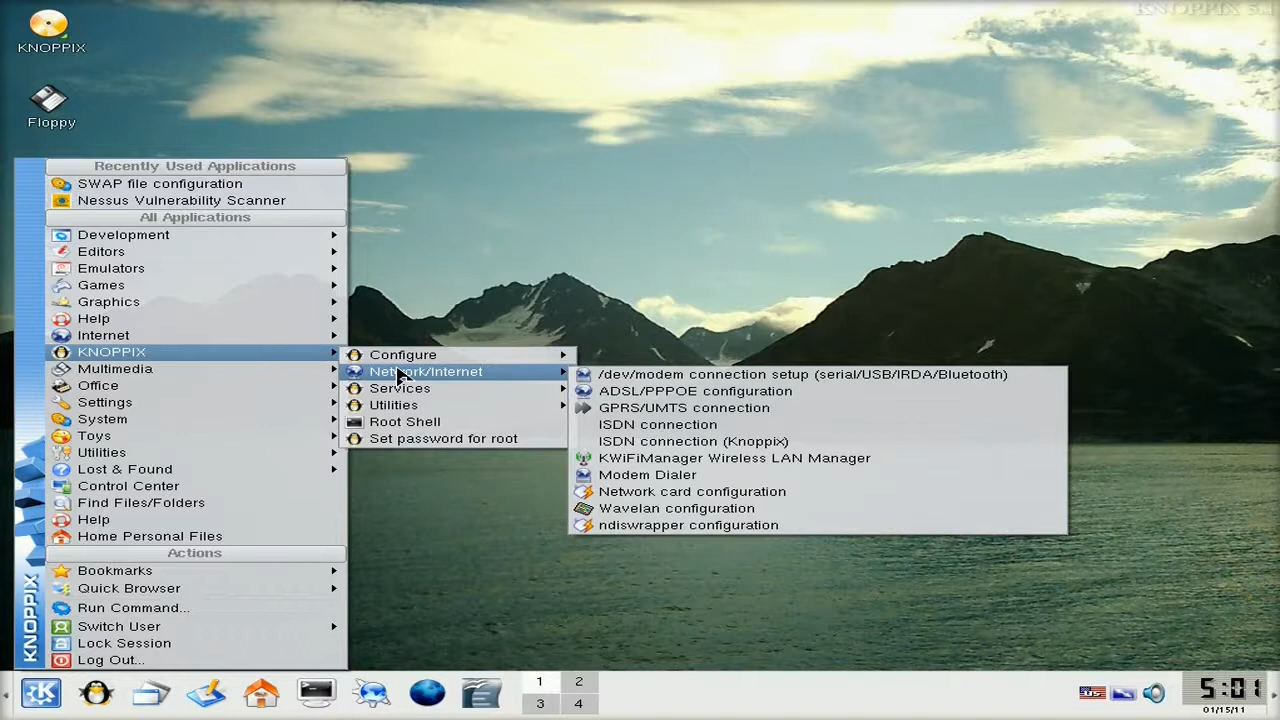 KNOPPIX 5.1
KNOPPIX
Floppy
Recently Used Applications
SWAP file configuration
Nessus Vulnerability Scanner
All Applications
Development
Editors
Emulators
Games
Graphics
Help
Internet
KNOPPIX
Multimedia
Office
Settings
System
Toys
Utilities
Lost & Found
Control Center
Find Files/Folders
Help
Home Personal Files
Actions
Bookmarks
Quick Browser
Run Command...
Switch User
Lock Session
Log Out...
KNOPPIX
Configure
Network/Internet
Services
Utilities
Root Shell
Set password for root
/dev/modem connection setup (serial/USB/IRDA/Bluetooth)
ADSL/PPPOE configuration
GPRS/UMTS connection
ISDN connection
ISDN connection (Knoppix)
KWiFiManager Wireless LAN Manager
Modem Dialer
Network card configuration
Wavelan configuration
ndiswrapper configuration
1 2
3 4
5:01
01/15/11